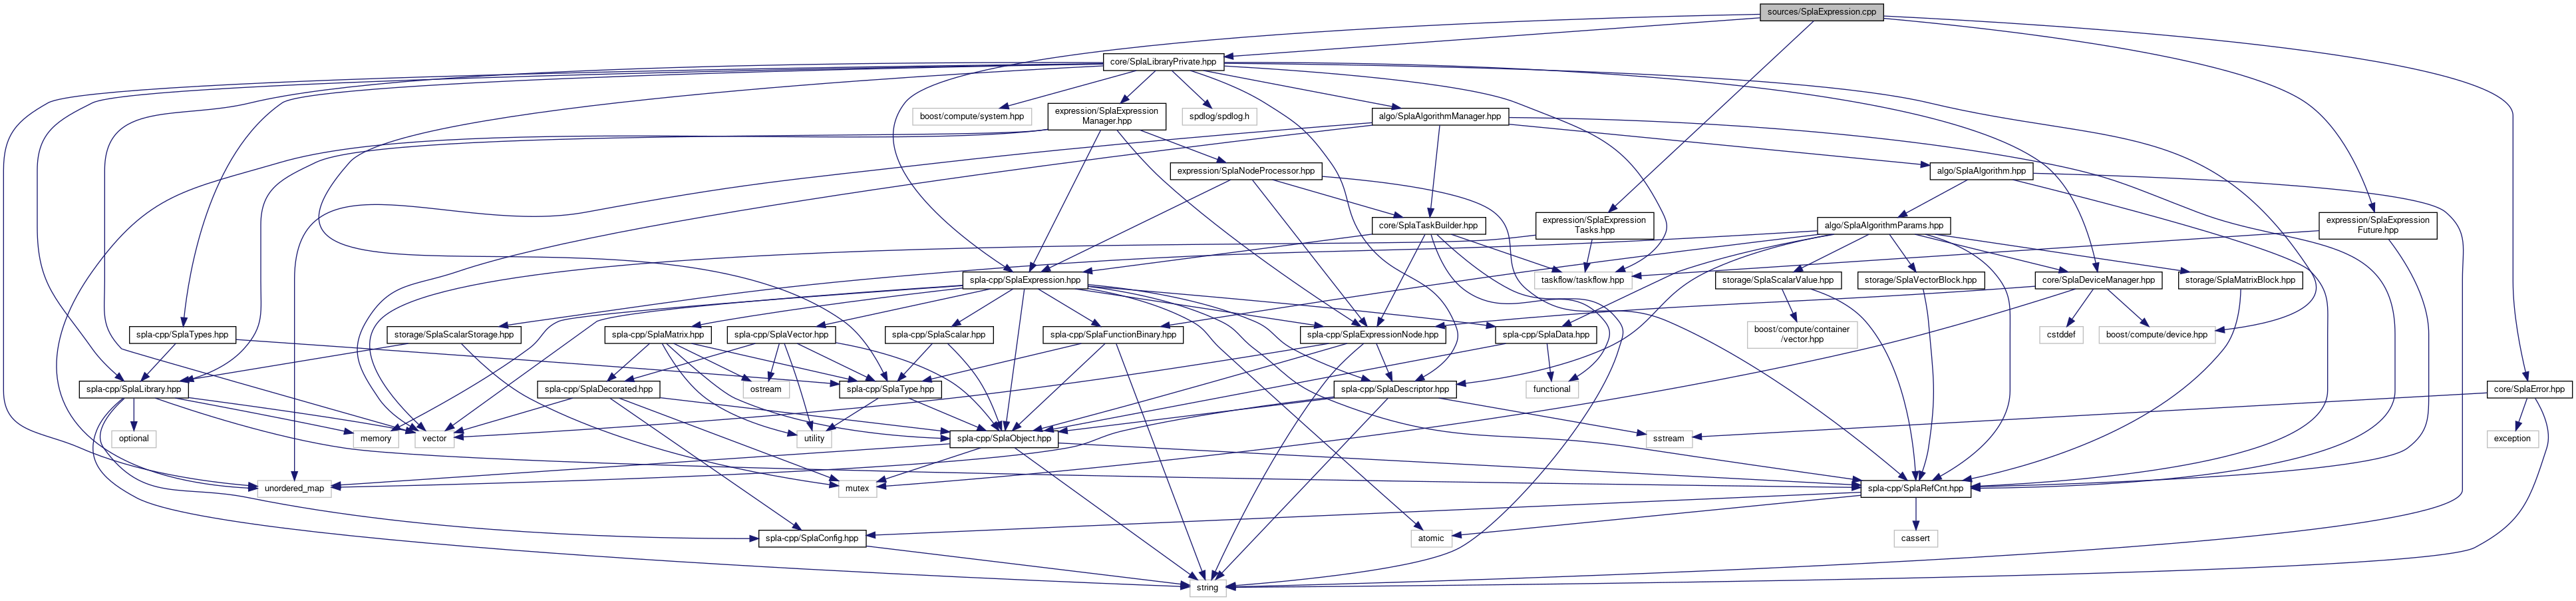 sources/SplaExpression.cpp
core/SplaLibraryPrivate.hpp
boost/compute/system.hpp
expression/SplaExpression
Manager.hpp
spdlog/spdlog.h
algo/SplaAlgorithmManager.hpp
expression/SplaNodeProcessor.hpp
algo/SplaAlgorithm.hpp
core/SplaTaskBuilder.hpp
expression/SplaExpression
Tasks.hpp
algo/SplaAlgorithmParams.hpp
expression/SplaExpression
Future.hpp
spla-cpp/SplaExpression.hpp
taskflow/taskflow.hpp
storage/SplaScalarValue.hpp
storage/SplaVectorBlock.hpp
core/SplaDeviceManager.hpp
storage/SplaMatrixBlock.hpp
spla-cpp/SplaTypes.hpp
storage/SplaScalarStorage.hpp
spla-cpp/SplaMatrix.hpp
spla-cpp/SplaVector.hpp
spla-cpp/SplaScalar.hpp
spla-cpp/SplaFunctionBinary.hpp
spla-cpp/SplaExpressionNode.hpp
spla-cpp/SplaData.hpp
boost/compute/container
/vector.hpp
cstddef
boost/compute/device.hpp
spla-cpp/SplaLibrary.hpp
spla-cpp/SplaDecorated.hpp
ostream
spla-cpp/SplaType.hpp
spla-cpp/SplaDescriptor.hpp
functional
core/SplaError.hpp
optional
memory
vector
utility
spla-cpp/SplaObject.hpp
sstream
exception
unordered_map
mutex
spla-cpp/SplaRefCnt.hpp
spla-cpp/SplaConfig.hpp
atomic
cassert
string